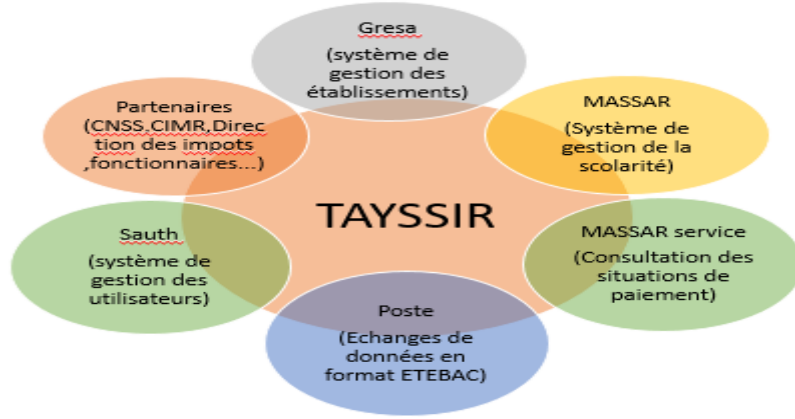 Gresa
(système de
gestion des
établissements)
Partenaires
(CNSS,CIMR,Direc
tion des impots
,fonctionnaires...)
MASSAR
(Système de
gestion de la
scolarité)
TAYSSIR
Sauth
(système de
gestion des
utilisateurs)
MASSAR service
(Consultation des
situations de
paiement)
Poste
(Echanges de
données en
format ETEBAC)